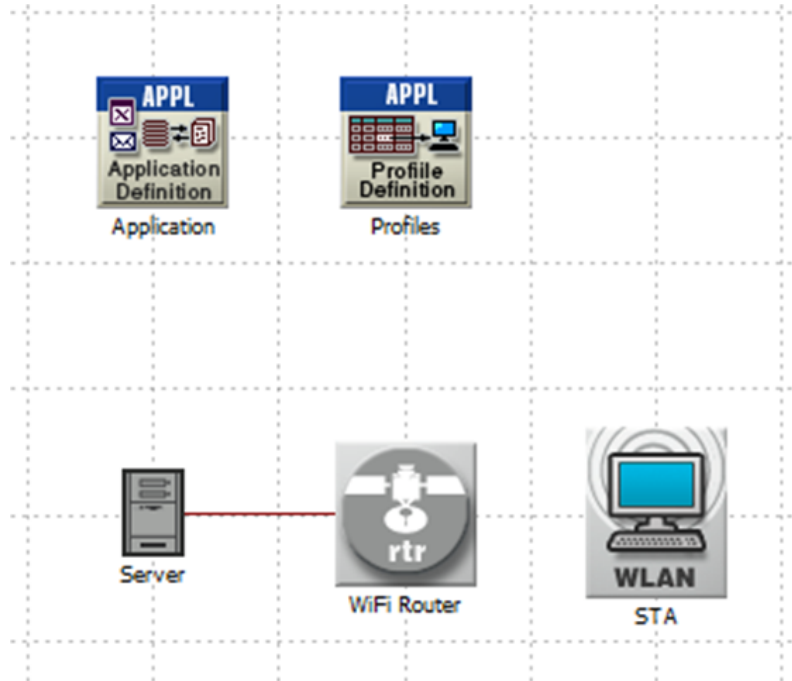 APPL
Application
Definition
Application
APPL
Profiile
Definition
Profiles
Server
rtr
WiFi Router
WLAN
STA